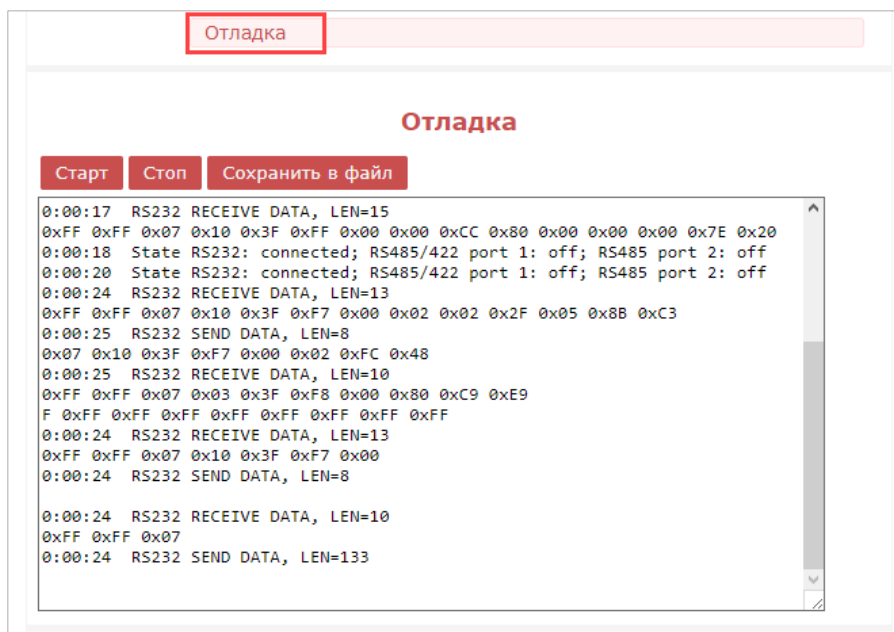 Отладка
Отладка
Старт Стоп Сохранить в файл
0:00:17 RS232 RECEIVE DATA, LEN=15
0xFF 0xFF 0x07 0x10 0x3F 0xFF 0x00 0x00 0xCC 0x80 0x00 0x00 0x00 0x7E 0x20
0:00:18 State RS232: connected; RS485/422 port 1: off; RS485 port 2: off
0:00:20 State RS232: connected; RS485/422 port 1: off; RS485 port 2: off
0:00:24 RS232 RECEIVE DATA, LEN=13
0xFF 0xFF 0x07 0x10 0x3F 0xF7 0x00 0x02 0x02 0x2F 0x05 0x8B 0xC3
0:00:25 RS232 SEND DATA, LEN=8
0x07 0x10 0x3F 0xF7 0x00 0x02 0xFC 0x48
0:00:25 RS232 RECEIVE DATA, LEN=10
0xFF 0xFF 0x07 0x03 0x3F 0xF8 0x00 0x80 0xC9 0xE9
F 0xFF 0xFF 0xFF 0xFF 0xFF 0xFF 0xFF 0xFF
0:00:24 RS232 RECEIVE DATA, LEN=13
0xFF 0xFF 0x07 0x10 0x3F 0xF7 0x00
0:00:24 RS232 SEND DATA, LEN=8
0:00:24 RS232 RECEIVE DATA, LEN=10
0xFF 0xFF 0x07
0:00:24 RS232 SEND DATA, LEN=133